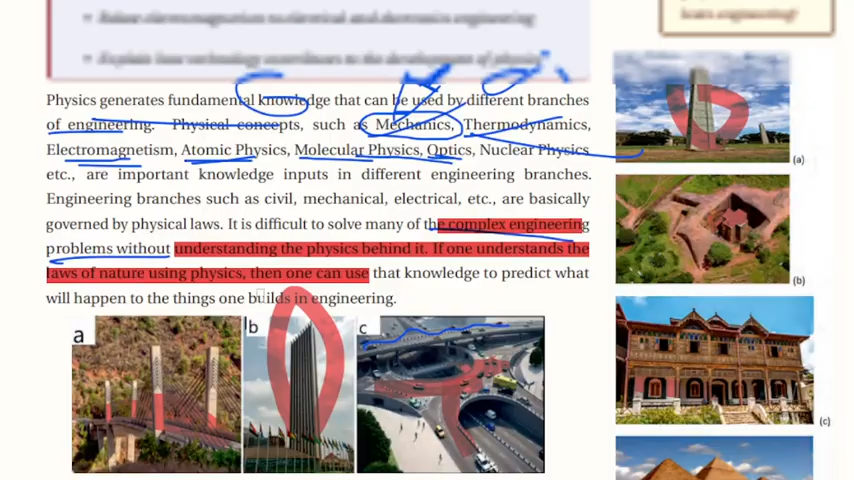 Physics generates fundamental knowledge that can be used by different branches
of engineering. Physical concepts, such as Mechanics, Thermodynamics,
Electromagnetism, Atomic Physics, Molecular Physics, Optics, Nuclear Physics
etc., are important knowledge inputs in different engineering branches.
Engineering branches such as civil, mechanical, electrical, etc., are basically
governed by physical laws. It is difficult to solve many of the complex engineering
problems without understanding the physics behind it. If one understands the
laws of nature using physics, then one can use that knowledge to predict what
will happen to the things one builds in engineering.
a
b
c
(a)
(b)
(c)